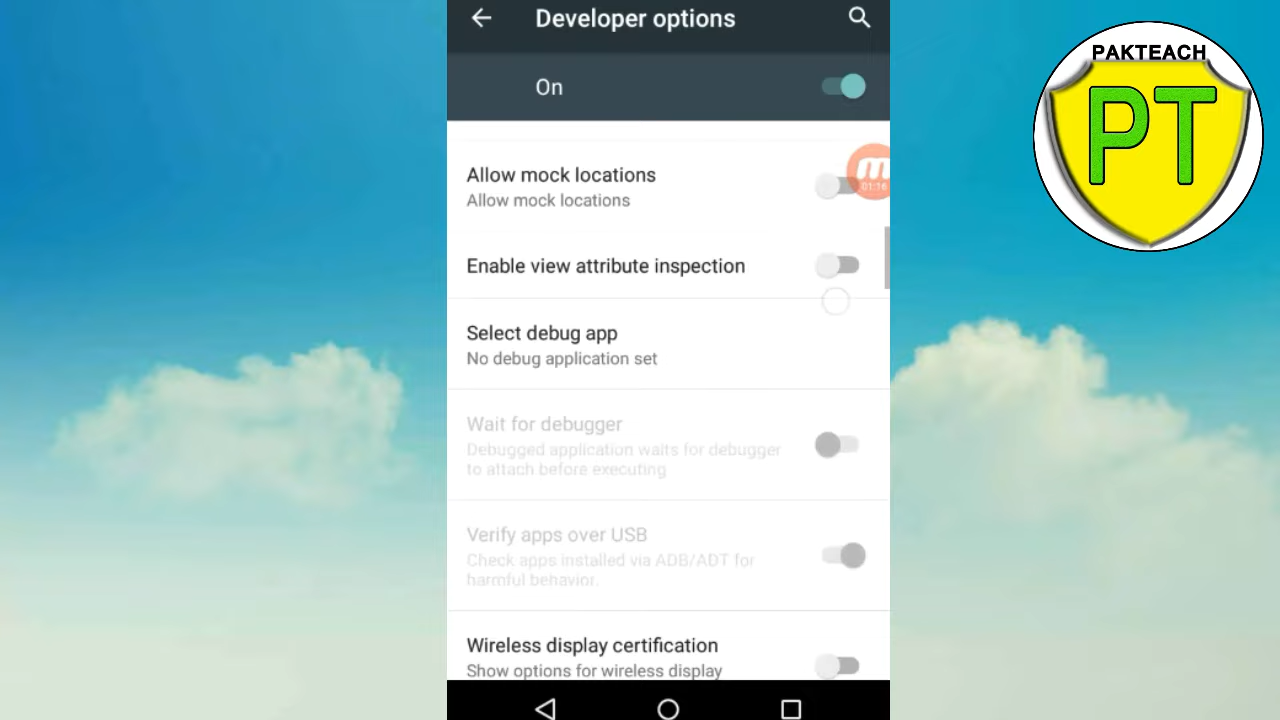 Developer options
PAKTEACH
PT
On
Allow mock locations
Allow mock locations
01:16
Enable view attribute inspection
Select debug app
No debug application set
Wait for debugger
Debugged application waits for debugger
to attach before executing
Verify apps over USB
Check apps installed via ADB/ADT for
harmful behavior.
Wireless display certification
Show options for wireless display